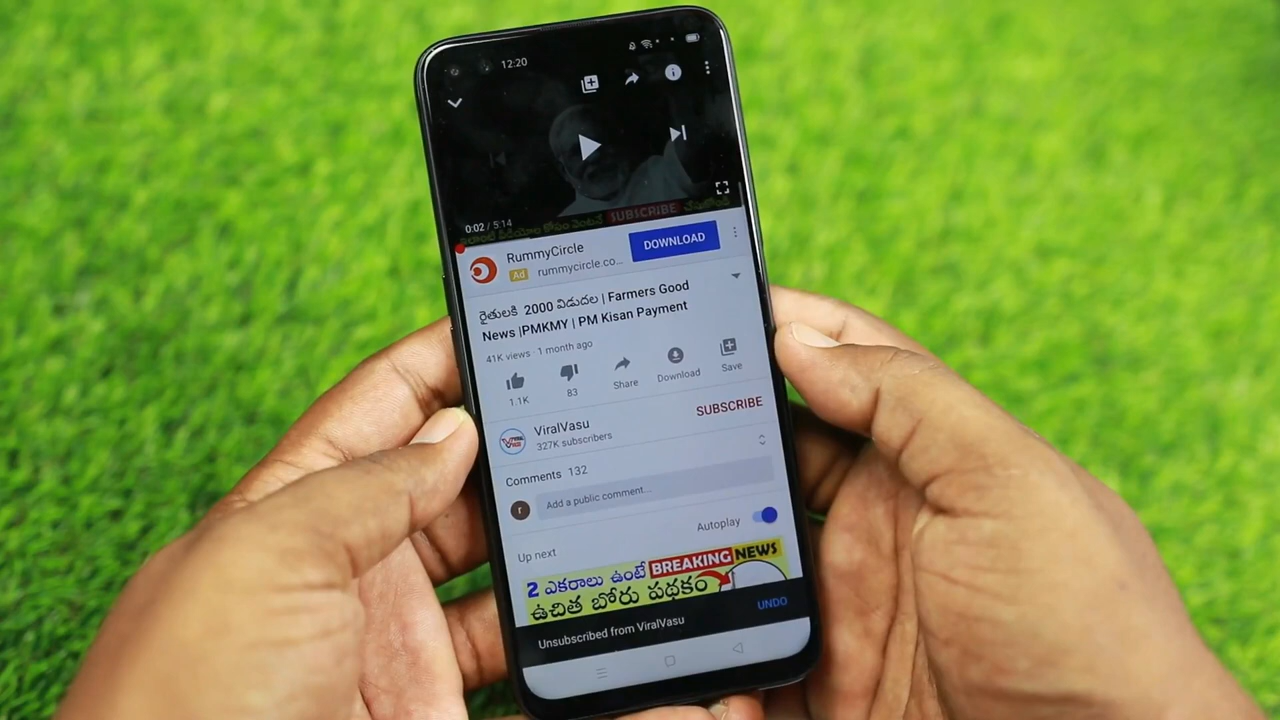 12:20
SUBSCRIBE
0:02 / 5:14
RummyCircle
Ad rummycircle.co...
DOWNLOAD
రైతులకి 2000 విడుదల | Farmers Good
News |PMKMY | PM Kisan Payment
41K views · 1 month ago
1.1K
83
Share
Download
Save
ViralVasu
327K subscribers
SUBSCRIBE
Comments 132
r
Add a public comment...
Autoplay
Up next
2 ఎకరాలు ఉంటే BREAKING NEWS
ఉచిత బోరు పథకం
Unsubscribed from ViralVasu
UNDO